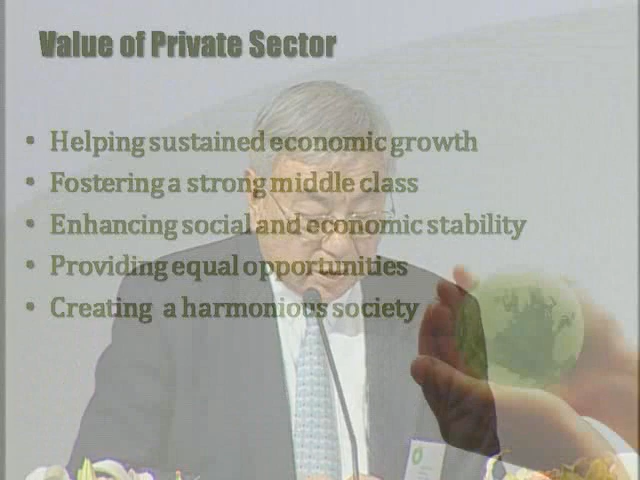 Value of Private Sector
• Helping sustained economic growth
• Fostering a strong middle class
• Enhancing social and economic stability
• Providing equal opportunities
• Creating a harmonious society